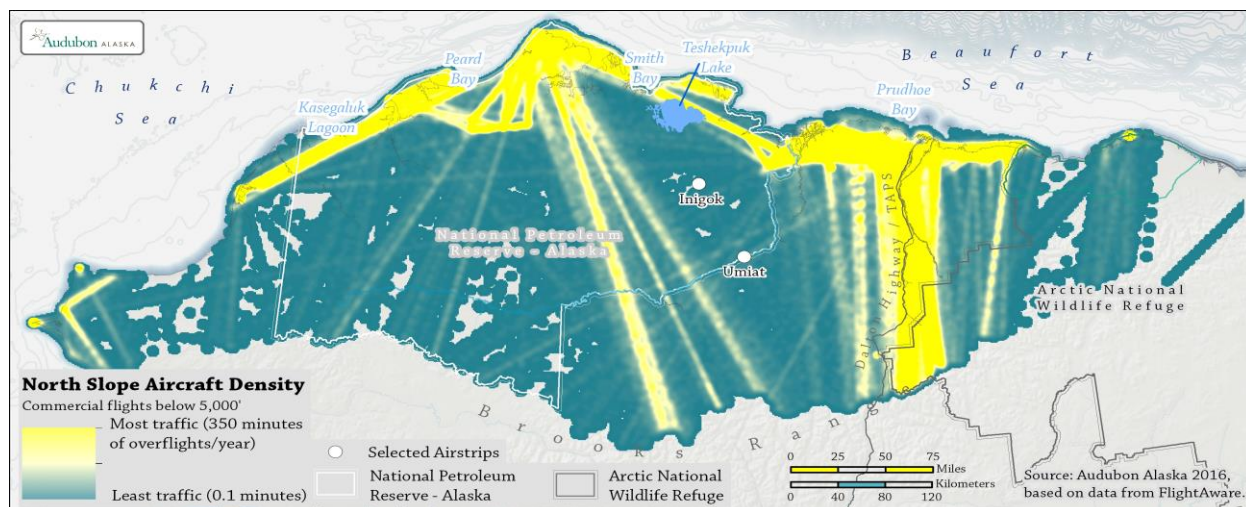 Audubon ALASKA
Chukchi
Sea
Kasegaluk
Lagoon
Peard
Bay
Smith
Bay
Teshekpuk
Lake
Beaufort
Sea
Prudhoe
Bay
Inigok
National Petroleum
Reserve - Alaska
Umiat
Dalton Highway / TAPS
Arctic National
Wildlife Refuge
Brooks Range
North Slope Aircraft Density
Commercial flights below 5,000'
Most traffic (350 minutes
of overflights/year)
Least traffic (0.1 minutes)
Selected Airstrips
National Petroleum
Reserve - Alaska
Arctic National
Wildlife Refuge
0 25 50 75
Miles
Kilometers
0 40 80 120
Source: Audubon Alaska 2016,
based on data from FlightAware.